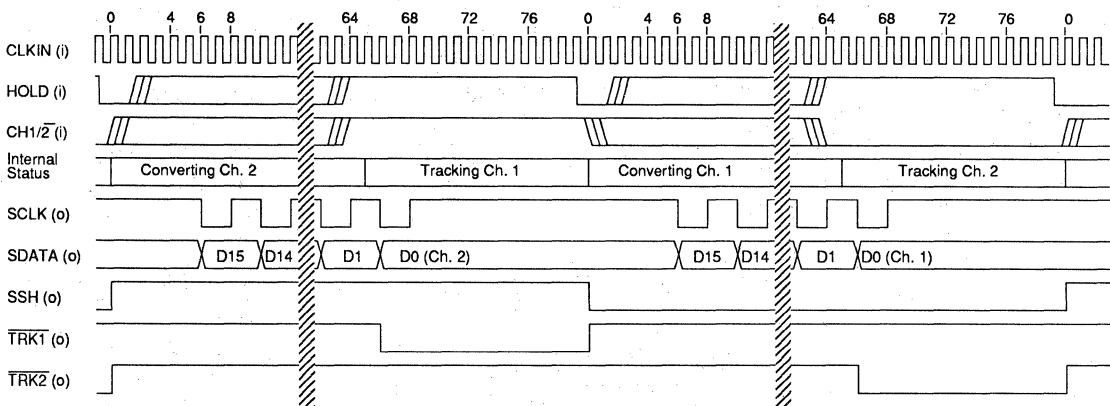 0 4 6 8 64 68 72 76 0 4 6 8 64 68 72 76 0
CLKIN (i)
HOLD (i)
CH1/2 (i)
Internal
Status
Converting Ch. 2 Tracking Ch. 1 Converting Ch. 1 Tracking Ch. 2
SCLK (o)
SDATA (o) D15 D14 D1 D0 (Ch. 2) D15 D14 D1 D0 (Ch. 1)
SSH (o)
TRK1 (o)
TRK2 (o)